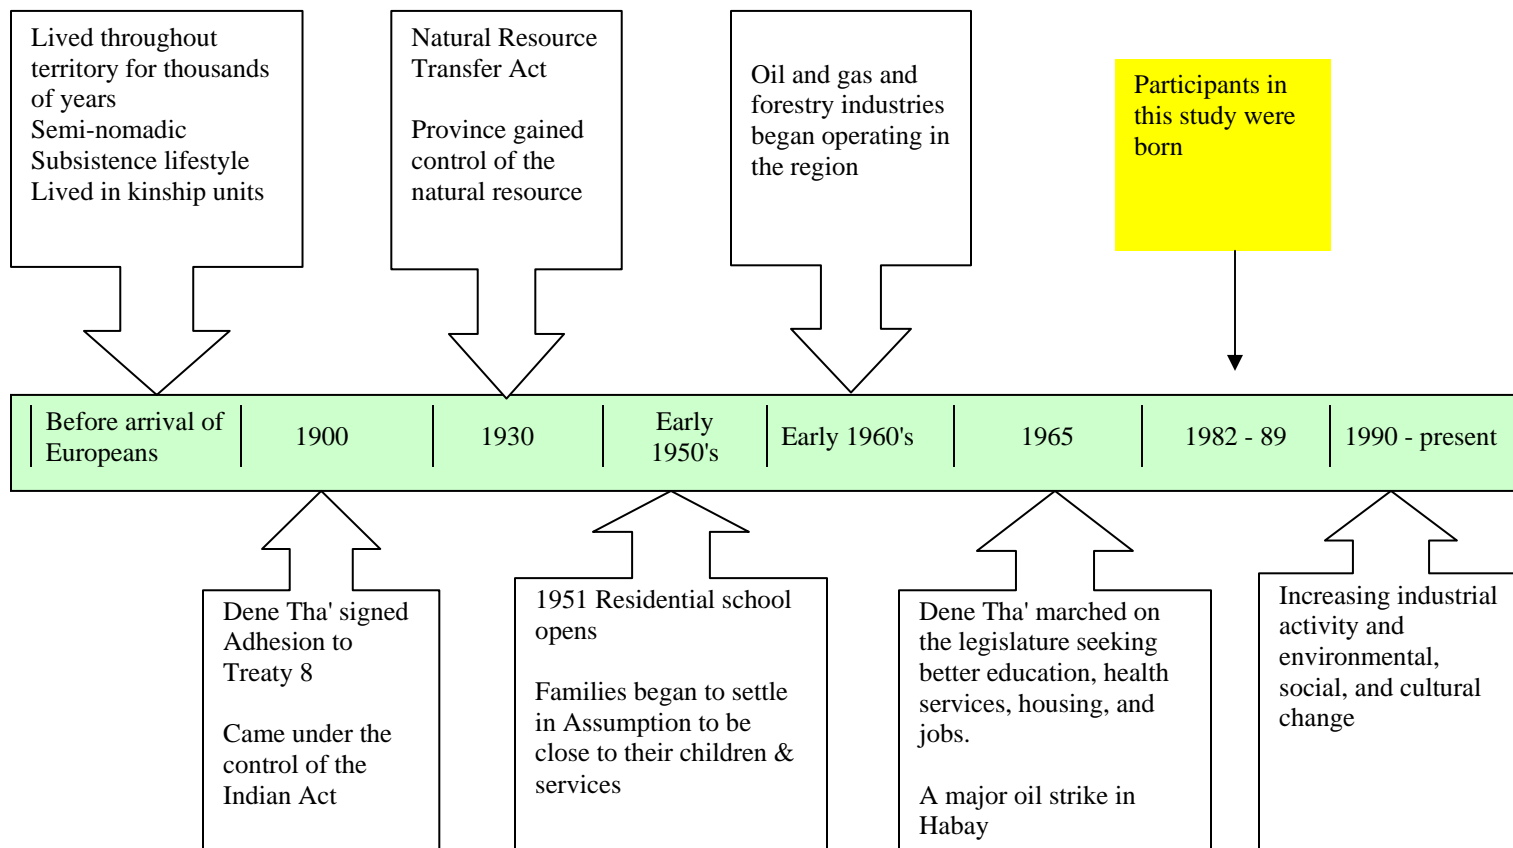 Lived throughout
territory for thousands
of years
Semi-nomadic
Subsistence lifestyle
Lived in kinship units
Natural Resource
Transfer Act
Province gained
control of the
natural resource
Oil and gas and
forestry industries
began operating in
the region
Participants in
this study were
born
Before arrival of
Europeans
1900
1930
Early
1950's
Early 1960's
1965
1982 - 89
1990 - present
Dene Tha' signed
Adhesion to
Treaty 8
Came under the
control of the
Indian Act
1951 Residential school
opens
Families began to settle
in Assumption to be
close to their children &
services
Dene Tha' marched on
the legislature seeking
better education, health
services, housing, and
jobs.
A major oil strike in
Habay
Increasing industrial
activity and
environmental,
social, and cultural
change